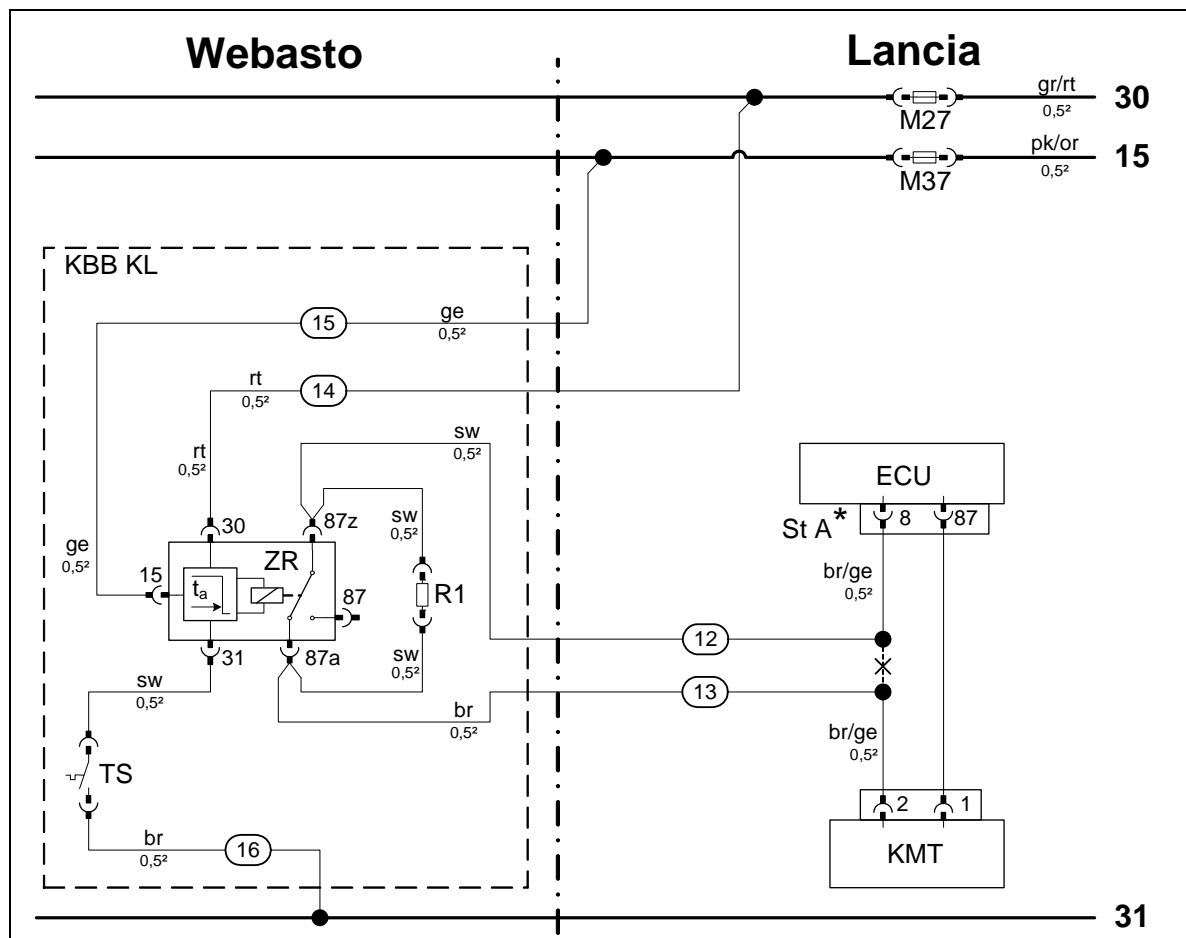 Webasto
Lancia
gr/rt
0,5²
30
M27
pk/or
0,5²
15
M37
KBB KL
15
ge
0,5²
rt
0,5²
14
sw
0,5²
rt
0,5²
ECU
St A*
8
87
30
87z
sw
0,5²
ge
0,5²
15
ZR
ta
87
R1
br/ge
0,5²
31
87a
sw
0,5²
12
sw
0,5²
br
0,5²
13
br/ge
0,5²
TS
2
1
br
0,5²
16
KMT
31